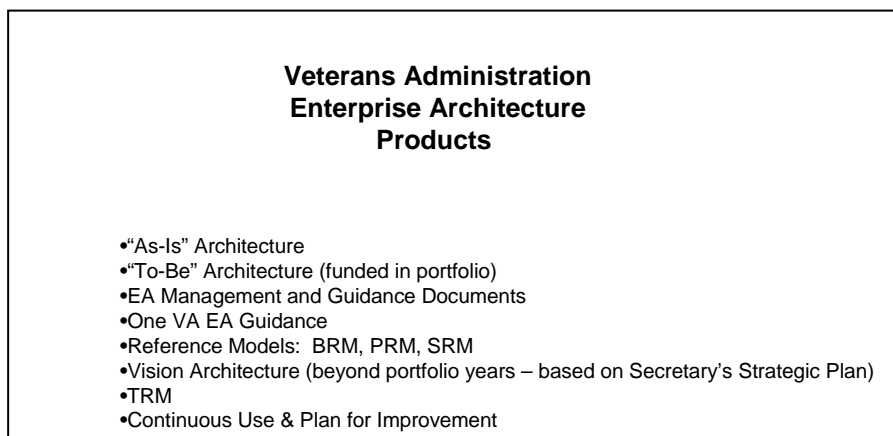 Veterans Administration
Enterprise Architecture
Products
•“As-Is” Architecture
•“To-Be” Architecture (funded in portfolio)
•EA Management and Guidance Documents
•One VA EA Guidance
•Reference Models:  BRM, PRM, SRM
•Vision Architecture (beyond portfolio years – based on Secretary’s Strategic Plan)
•TRM
•Continuous Use & Plan for Improvement